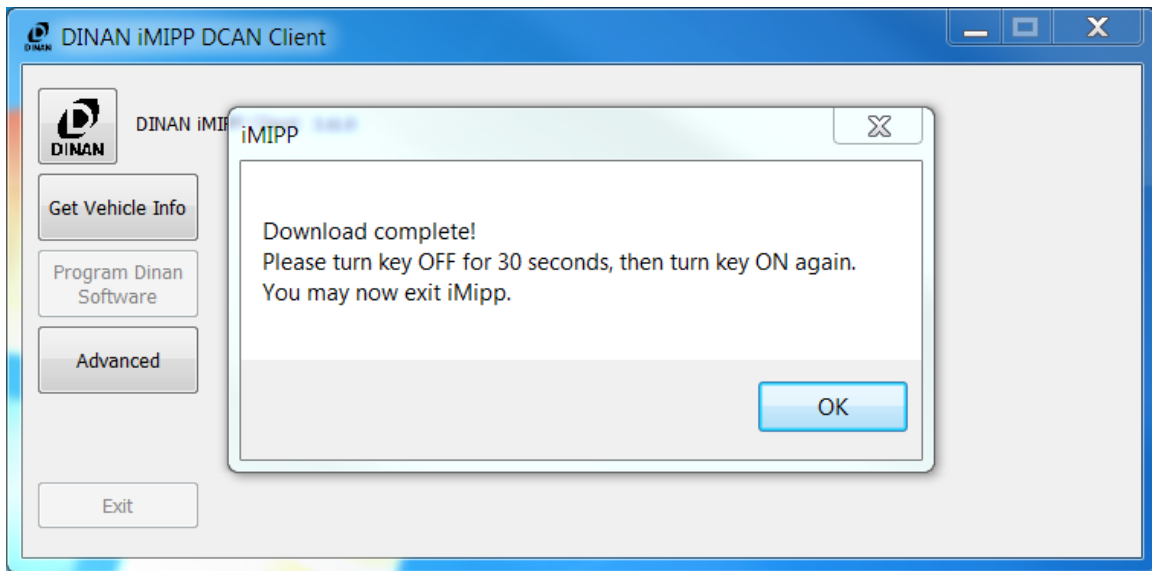 DINAN
DINAN iMIPP DCAN Client
X
DINAN
DINAN
iMIPP
Get Vehicle Info
Download complete!
Please turn key OFF for 30 seconds, then turn key ON again.
You may now exit iMipp.
Program Dinan
Software
Advanced
OK
Exit